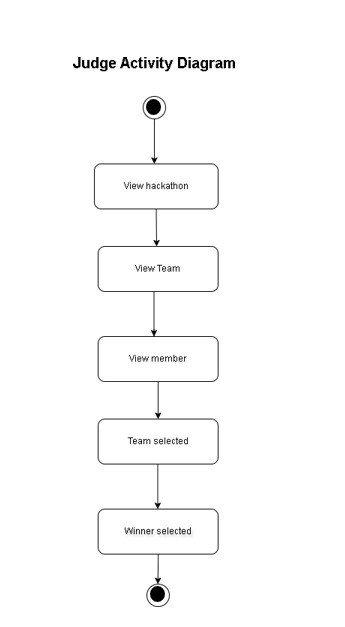 Judge Activity Diagram
View hackathon
View Team
View member
Team selected
Winner selected